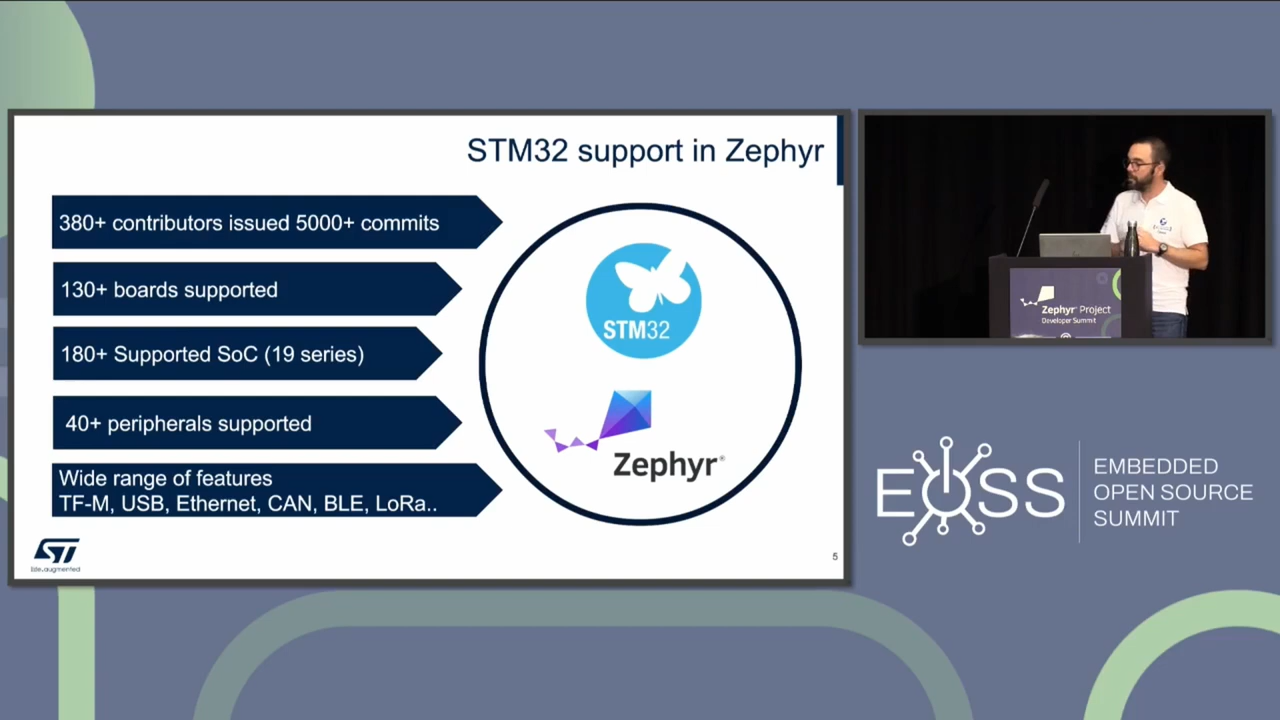 STM32 support in Zephyr
380+ contributors issued 5000+ commits
130+ boards supported
180+ Supported SoC (19 series)
40+ peripherals supported
Wide range of features
TF-M, USB, Ethernet, CAN, BLE, LoRa..
STM32
Zephyr®
ST
life.augmented
5
Zephyr® Project
Developer Summit
EOSS
EMBEDDED
OPEN SOURCE
SUMMIT